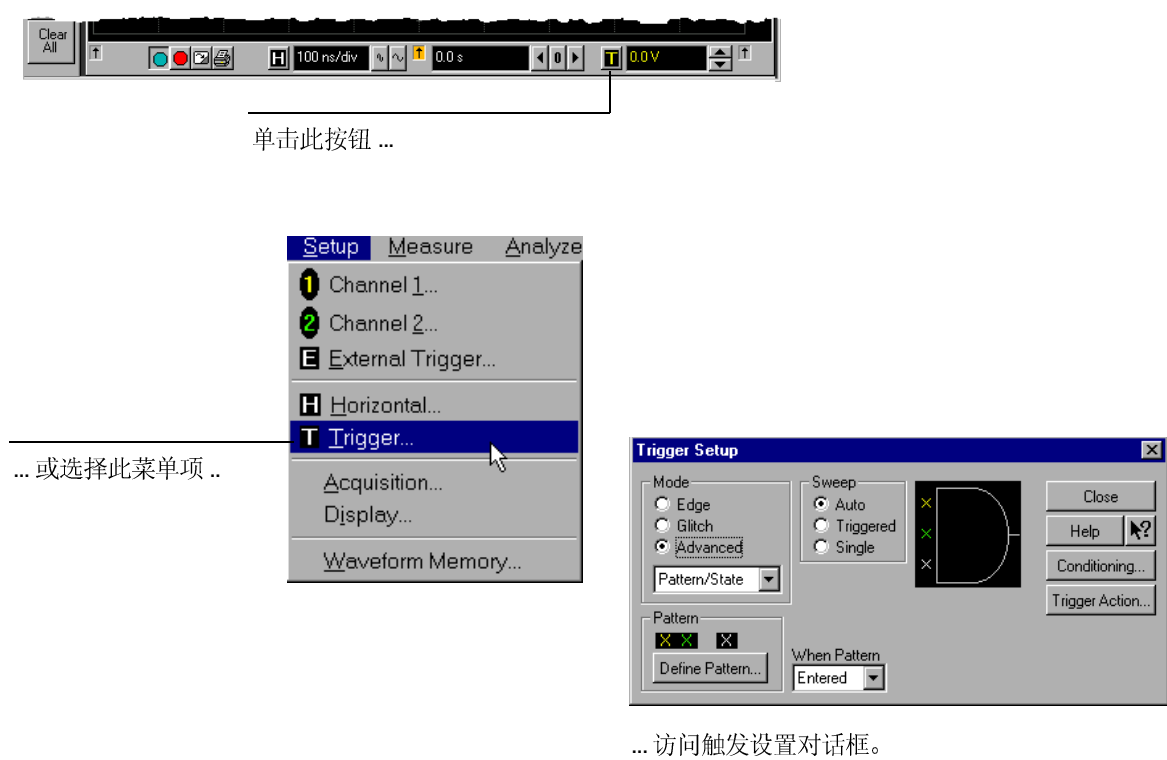 Clear
All
H 100 ns/div 0.0 s 0 T 0.0 V
单击此按钮 ...
Setup Measure Analyze
1 Channel 1...
2 Channel 2...
E External Trigger...
H Horizontal...
T Trigger...
Acquisition...
Display...
Waveform Memory...
... 或选择此菜单项 ..
Trigger Setup
Mode
Edge
Glitch
Advanced
Pattern/State
Sweep
Auto
Triggered
Single
X
X
X
Close
Help ?
Conditioning...
Trigger Action...
Pattern
X X X
Define Pattern...
When Pattern
Entered
... 访问触发设置对话框。